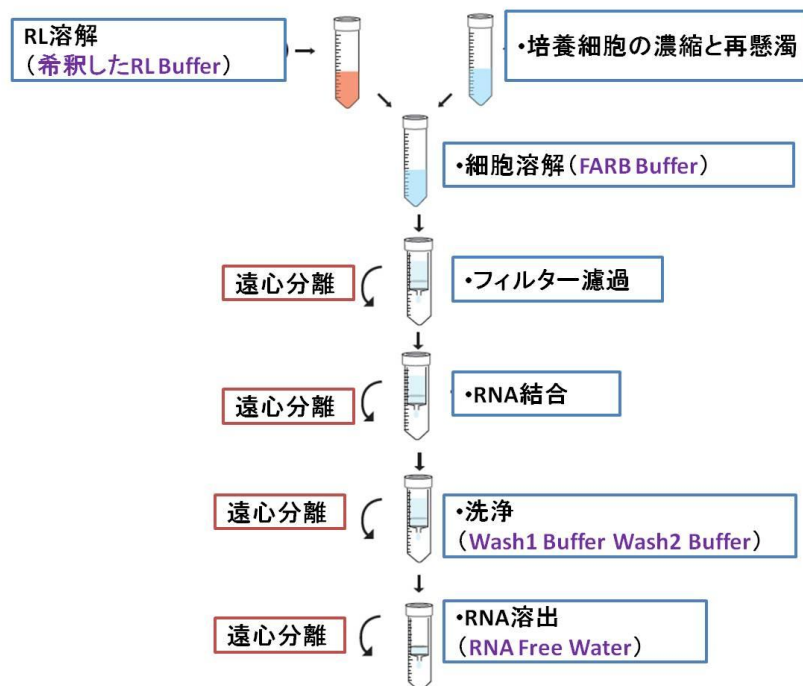 RL溶解
（希釈したRL Buffer）
・培養細胞の濃縮と再懸濁
・細胞溶解（FARB Buffer）
遠心分離
・フィルター濾過
遠心分離
・RNA結合
遠心分離
・洗浄
（Wash1 Buffer Wash2 Buffer）
遠心分離
・RNA溶出
（RNA Free Water）